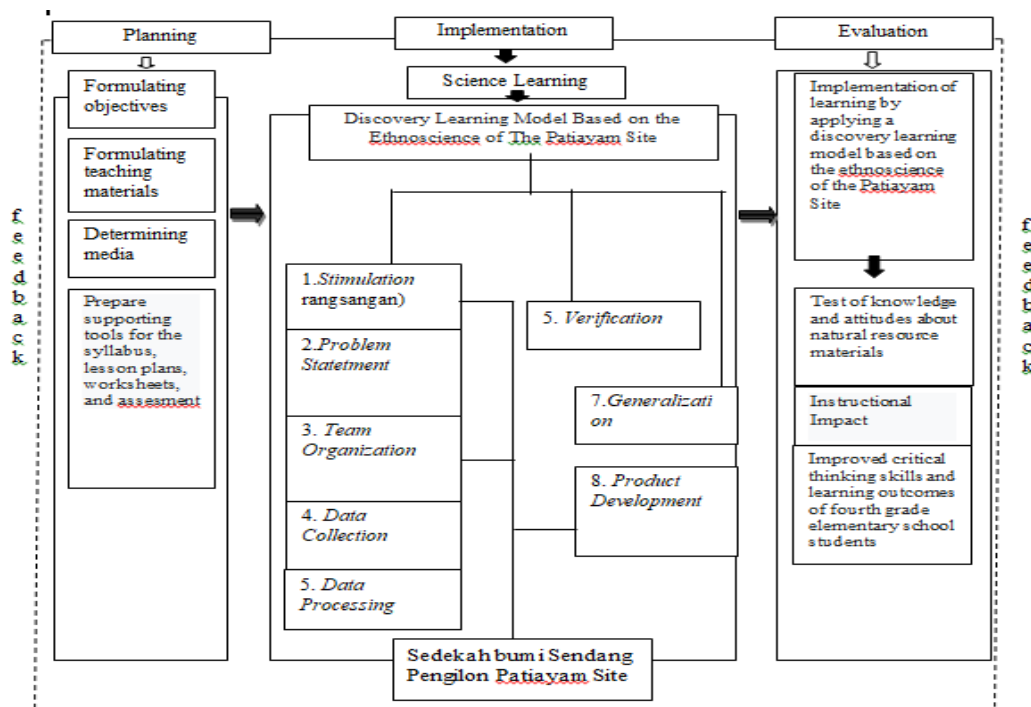 Planning
Implementation
Evaluation
Formulating
objectives
Formulating
teaching
materials
Determining
media
Prepare
supporting
tools for the
syllabus,
lesson plans,
worksheets,
and assesment
Science Learning
Discovery Learning Model Based on the
Ethnoscience of The Patiayam Site
1.Stimulation
rangsangan)
2.Problem
Statetment
3. Team
Organization
4. Data
Collection
5. Data
Processing
5. Verification
7.Generalizati
on
8. Product
Development
Sedekah bumi Sendang
Pengilon Patiayam Site
Implementation of
learning by
applying a
discovery learning
model based on
the ethnoscience
of the Patiayam
Site
Test of knowledge
and attitudes about
natural resource
materials
Instructional
Impact
Improved critical
thinking skills and
learning outcomes
of fourth grade
elementary school
students
f
e
e
d
b
a
c
k
f
e
e
d
b
a
c
k